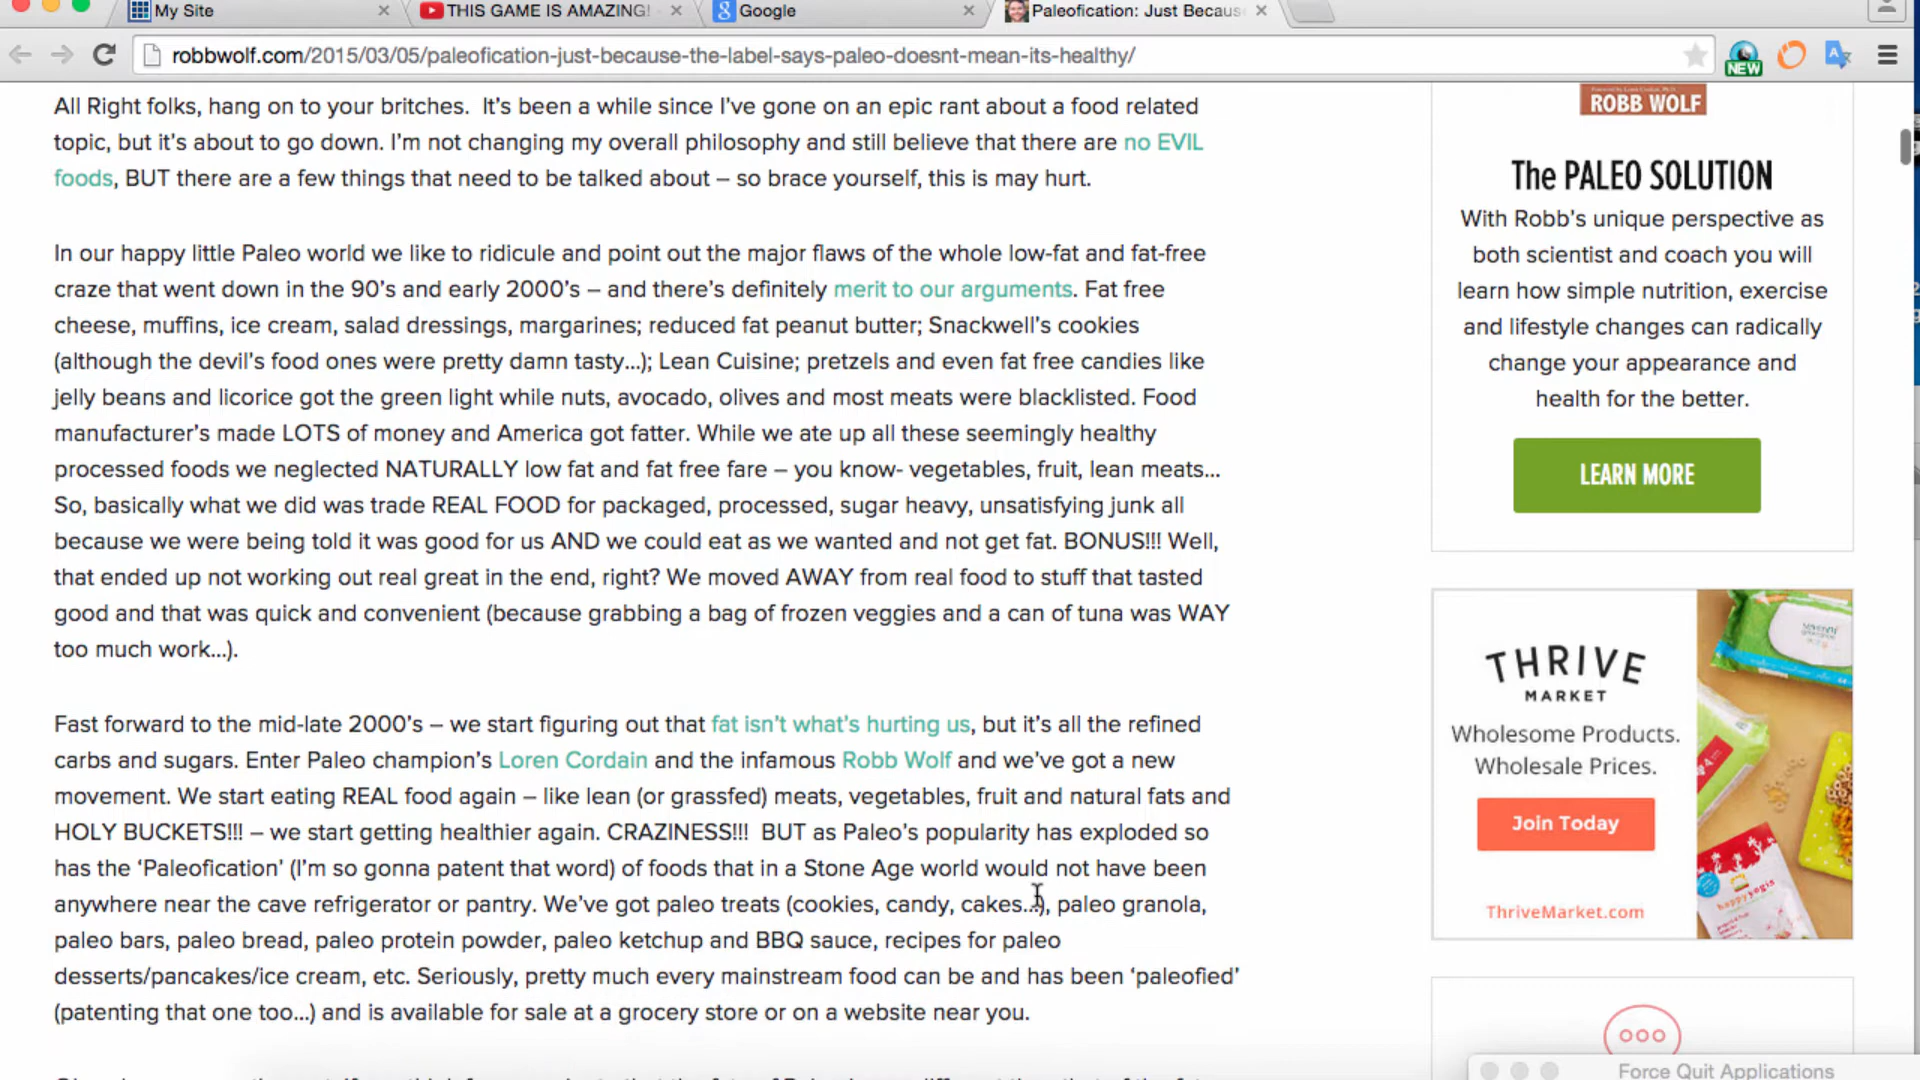 My Site
THIS GAME IS AMAZING!
Google
Paleofication: Just Becaus
robbwolf.com/2015/03/05/paleofication-just-because-the-label-says-paleo-doesnt-mean-its-healthy/
NEW
All Right folks, hang on to your britches.  It's been a while since I've gone on an epic rant about a food related
topic, but it's about to go down. I'm not changing my overall philosophy and still believe that there are no EVIL
foods, BUT there are a few things that need to be talked about – so brace yourself, this is may hurt.
In our happy little Paleo world we like to ridicule and point out the major flaws of the whole low-fat and fat-free
craze that went down in the 90's and early 2000's – and there's definitely merit to our arguments. Fat free
cheese, muffins, ice cream, salad dressings, margarines; reduced fat peanut butter; Snackwell's cookies
(although the devil's food ones were pretty damn tasty…); Lean Cuisine; pretzels and even fat free candies like
jelly beans and licorice got the green light while nuts, avocado, olives and most meats were blacklisted. Food
manufacturer's made LOTS of money and America got fatter. While we ate up all these seemingly healthy
processed foods we neglected NATURALLY low fat and fat free fare – you know- vegetables, fruit, lean meats…
So, basically what we did was trade REAL FOOD for packaged, processed, sugar heavy, unsatisfying junk all
because we were being told it was good for us AND we could eat as we wanted and not get fat. BONUS!!! Well,
that ended up not working out real great in the end, right? We moved AWAY from real food to stuff that tasted
good and that was quick and convenient (because grabbing a bag of frozen veggies and a can of tuna was WAY
too much work…).
Fast forward to the mid-late 2000's – we start figuring out that fat isn't what's hurting us, but it's all the refined
carbs and sugars. Enter Paleo champion's Loren Cordain and the infamous Robb Wolf and we've got a new
movement. We start eating REAL food again – like lean (or grassfed) meats, vegetables, fruit and natural fats and
HOLY BUCKETS!!! – we start getting healthier again. CRAZINESS!!!  BUT as Paleo's popularity has exploded so
has the 'Paleofication' (I'm so gonna patent that word) of foods that in a Stone Age world would not have been
anywhere near the cave refrigerator or pantry. We've got paleo treats (cookies, candy, cakes…), paleo granola,
paleo bars, paleo bread, paleo protein powder, paleo ketchup and BBQ sauce, recipes for paleo
desserts/pancakes/ice cream, etc. Seriously, pretty much every mainstream food can be and has been 'paleofied'
(patenting that one too…) and is available for sale at a grocery store or on a website near you.
ROBB WOLF
The PALEO SOLUTION
With Robb's unique perspective as
both scientist and coach you will
learn how simple nutrition, exercise
and lifestyle changes can radically
change your appearance and
health for the better.
LEARN MORE
THRIVE
MARKET
Wholesome Products.
Wholesale Prices.
Join Today
ThriveMarket.com
Force Quit Applications